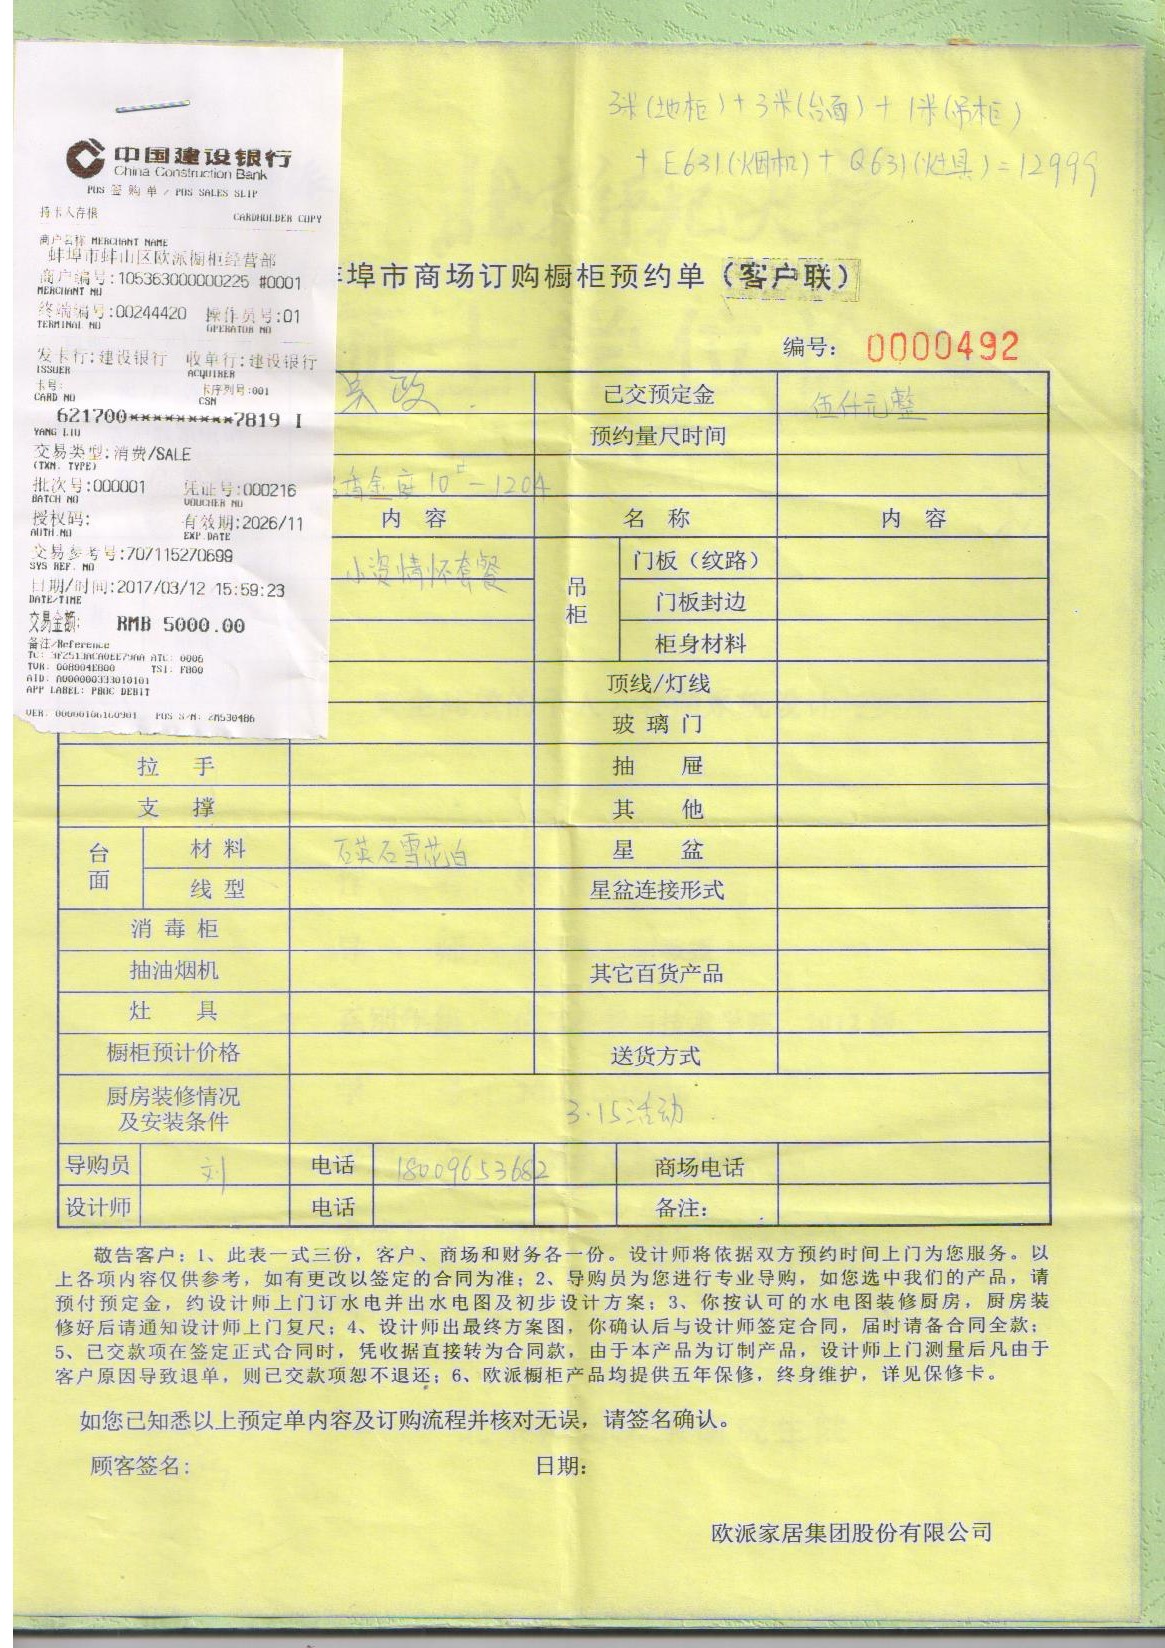 3米(地柜)+3米(台面)+1米(吊柜)
+E631(烟机)+Q631(灶具)=12999
中国建设银行
China Construction Bank
POS 签购单/POS SALES SLIP
持卡人存根 CARDHOLDER COPY
商户名称 MERCHANT NAME
蚌埠市蚌山区欧派橱柜经营部
商户编号:105363000000225 #0001
MERCHANT NO
终端编号:00244420 操作员号:01
TERMINAL NO OPERATOR NO
发卡行:建设银行 收单行:建设银行
ISSUER ACQUIRER
卡号: 卡序列号:001
CARD NO CSN
621700*********7819 I
YANG LIU
交易类型:消费/SALE
(TXN. TYPE)
批次号:000001 凭证号:000216
BATCH NO VOUCHER NO
授权码: 有效期:2026/11
AUTH.NO EXP.DATE
交易参考号:707115270699
SYS REF. NO
日期/时间:2017/03/12 15:59:23
DATE/TIME
交易金额: RMB 5000.00
备注/Reference
TC: 3F2513ACA0EE79AA ATC: 0006
TVR: 008004E800 TSI: F800
AID: A000000333010101
APP LABEL: PBOC DEBIT
VER: 00000106160901 POS S/N: ZA530486
埠市商场订购橱柜预约单(客户联)
编号: 0000492
吴政 已交预定金 伍仟元整
预约量尺时间
金 10# -1204
内 容 名 称 内 容
小资情怀套餐 吊柜 门板(纹路)
门板封边
柜身材料
顶线/灯线
玻 璃 门
拉 手 抽 屉
支 撑 其 他
台面 材 料 石英石雪花白 星 盆
线 型 星盆连接形式
消 毒 柜
抽油烟机 其它百货产品
灶 具
橱柜预计价格 送货方式
厨房装修情况
及安装条件 3.15活动
导购员 刘 电话 18009653682 商场电话
设计师 电话 备注:
敬告客户:1、此表一式三份,客户、商场和财务各一份。设计师将依据双方预约时间上门为您服务。以
上各项内容仅供参考,如有更改以签定的合同为准;2、导购员为您进行专业导购,如您选中我们的产品,请
预付预定金,约设计师上门订水电并出水电图及初步设计方案;3、你按认可的水电图装修厨房,厨房装
修好后请通知设计师上门复尺;4、设计师出最终方案图,你确认后与设计师签定合同,届时请备合同全款;
5、已交款项在签定正式合同时,凭收据直接转为合同款,由于本产品为订制产品,设计师上门测量后凡由于
客户原因导致退单,则已交款项恕不退还;6、欧派橱柜产品均提供五年保修,终身维护,详见保修卡。
如您已知悉以上预定单内容及订购流程并核对无误,请签名确认。
顾客签名: 日期:
欧派家居集团股份有限公司